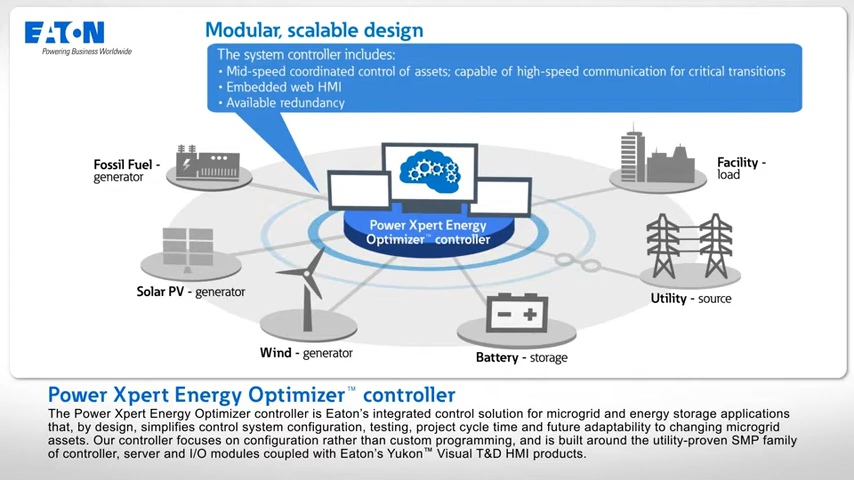 EATON
Powering Business Worldwide
Modular, scalable design
The system controller includes:
• Mid-speed coordinated control of assets; capable of high-speed communication for critical transitions
• Embedded web HMI
• Available redundancy
Fossil Fuel -
generator
Facility -
load
Power Xpert Energy
Optimizer™ controller
Solar PV - generator
Utility - source
Wind - generator
Battery - storage
Power Xpert Energy Optimizer™ controller
The Power Xpert Energy Optimizer controller is Eaton's integrated control solution for microgrid and energy storage applications
that, by design, simplifies control system configuration, testing, project cycle time and future adaptability to changing microgrid
assets. Our controller focuses on configuration rather than custom programming, and is built around the utility-proven SMP family
of controller, server and I/O modules coupled with Eaton's Yukon™ Visual T&D HMI products.